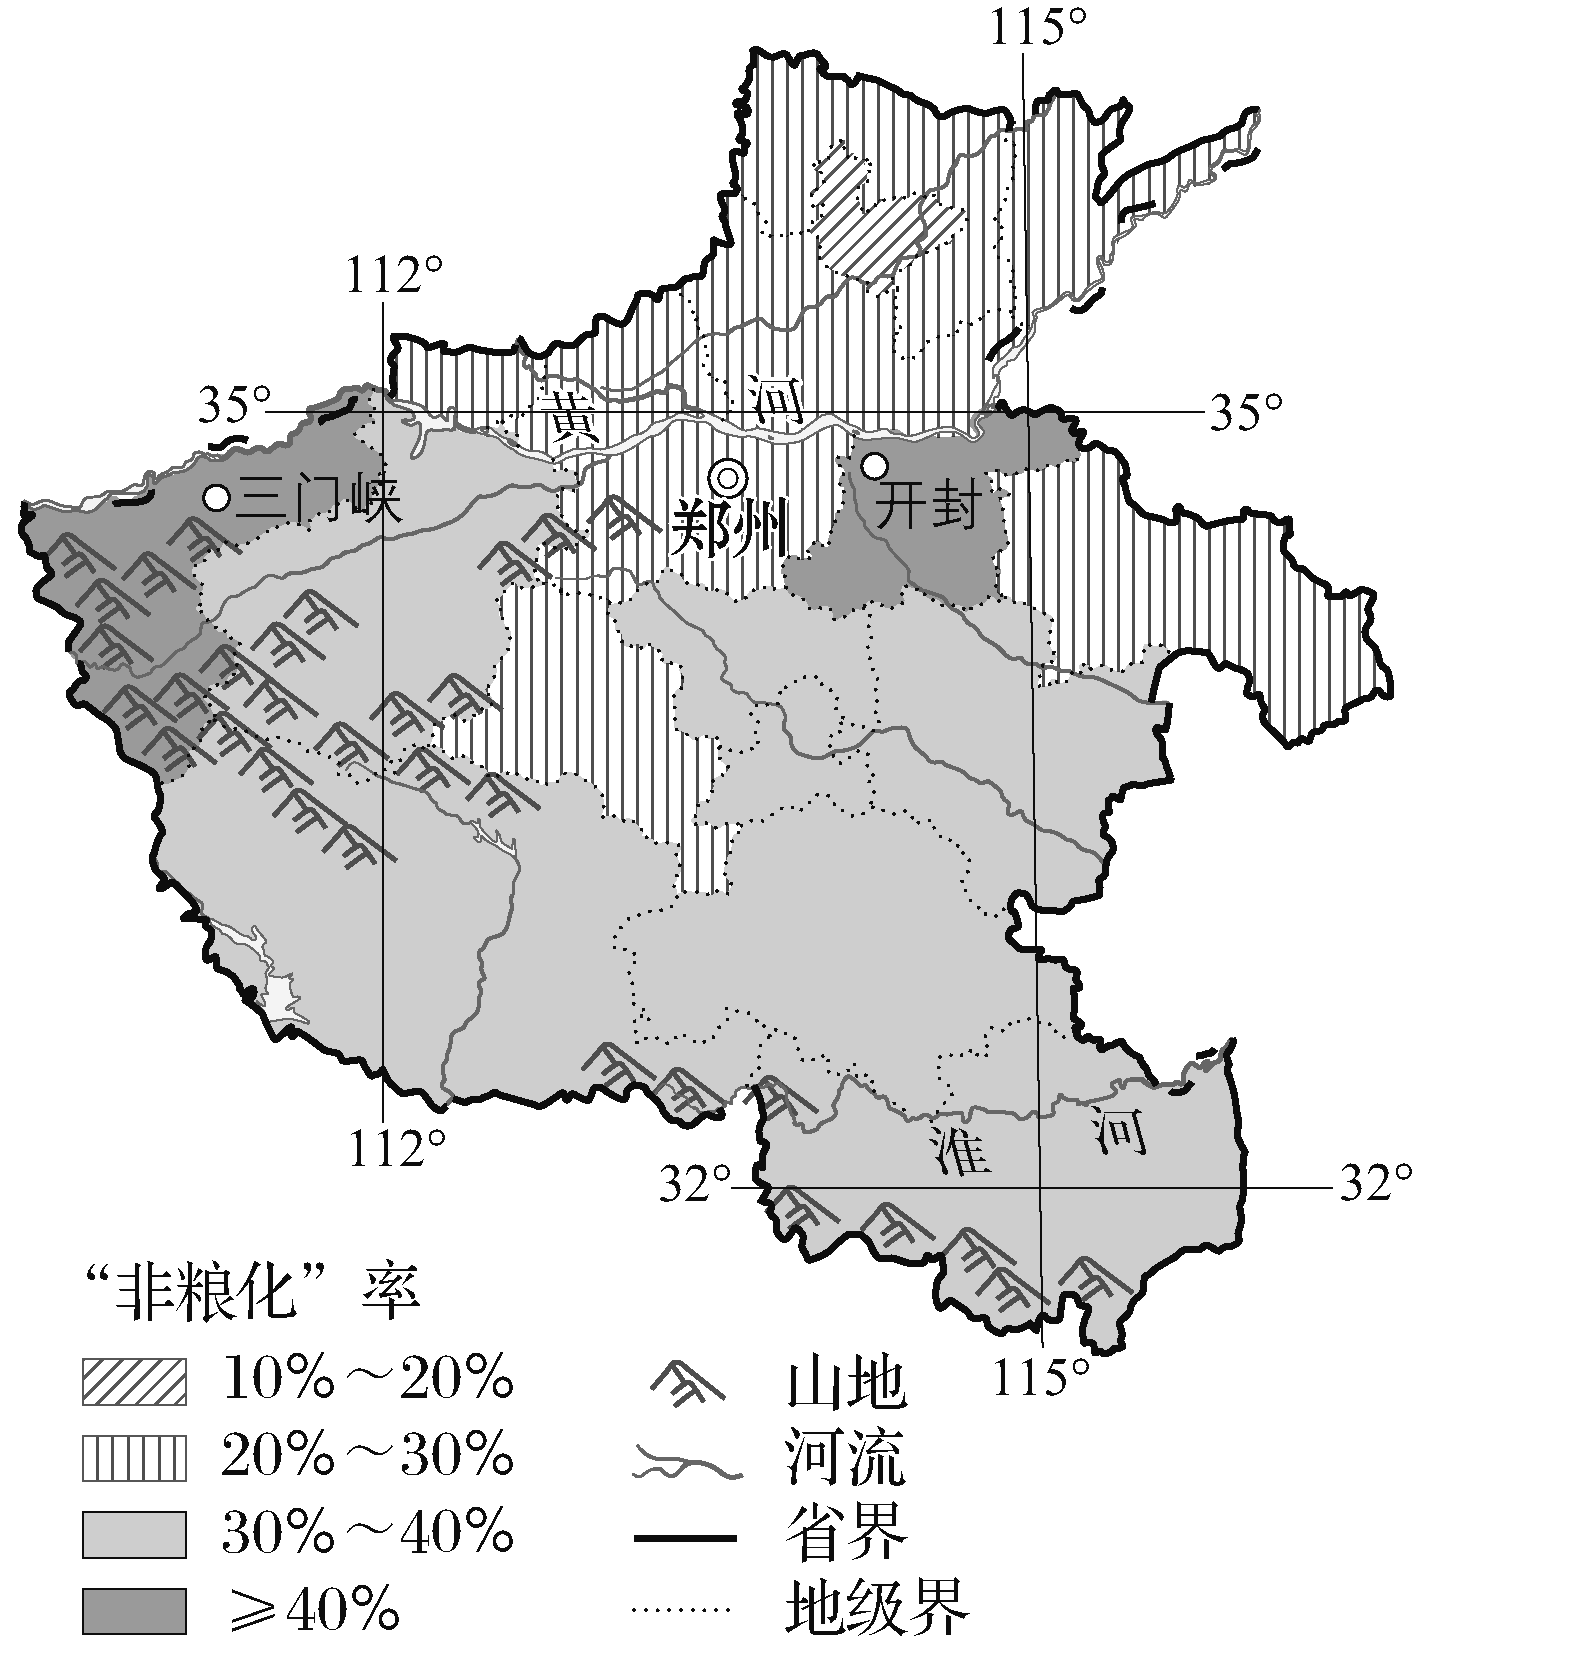 115°
112°
35°
35°
黄河
三门峡
郑州
开封
112°
32°
32°
淮河
115°
“非粮化”率
10%～20%
20%～30%
30%～40%
≥40%
山地
河流
省界
地级界